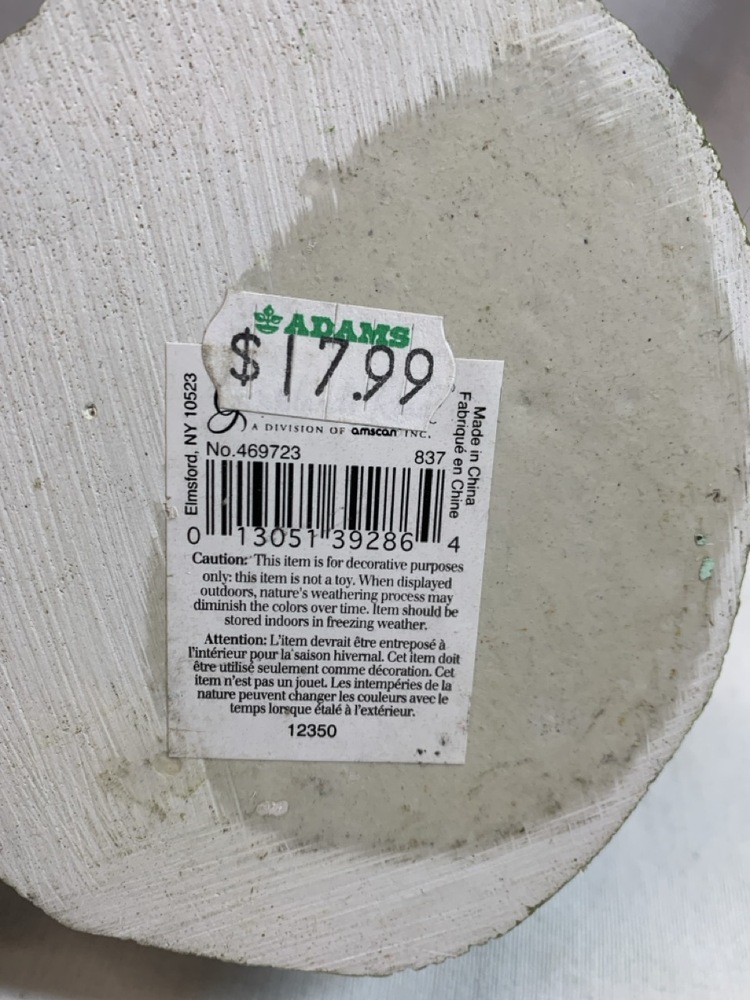 ADAMS
$17.99
A DIVISION OF amscan INC.
Elmsford, NY 10523
Made in China
Fabriqué en Chine
No.469723 837
0 13051 39286 4
Caution: This item is for decorative purposes
only: this item is not a toy. When displayed
outdoors, nature's weathering process may
diminish the colors over time. Item should be
stored indoors in freezing weather.
Attention: L'item devrait être entreposé à
l'intérieur pour la saison hivernal. Cet item doit
être utilisé seulement comme décoration. Cet
item n'est pas un jouet. Les intempéries de la
nature peuvent changer les couleurs avec le
temps lorsque étalé à l'extérieur.
12350